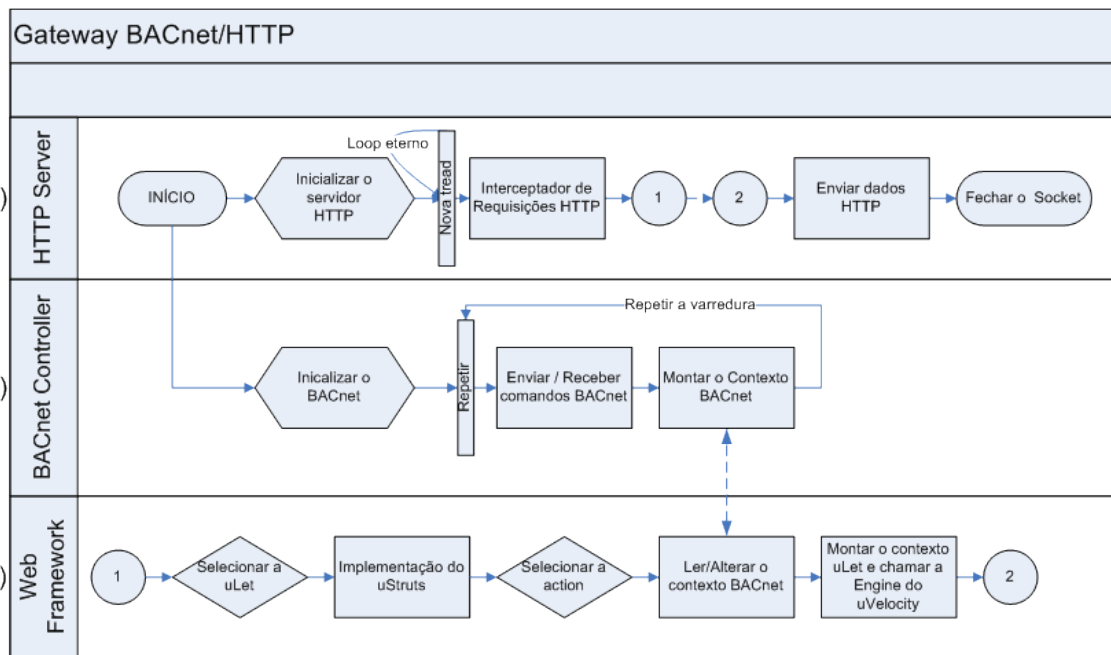 Gateway BACnet/HTTP
HTTP Server
Loop eterno
INÍCIO
Inicializar o
servidor
HTTP
Nova tread
Interceptador de
Requisições HTTP
1
2
Enviar dados
HTTP
Fechar o Socket
)
BACnet Controller
Repetir a varredura
Inicalizar o
BACnet
Repetir
Enviar / Receber
comandos BACnet
Montar o Contexto
BACnet
)
Web
Framework
1
Selecionar a
uLet
Implementação do
uStruts
Selecionar a
action
Ler/Alterar o
contexto BACnet
Montar o contexto
uLet e chamar a
Engine do
uVelocity
2
)